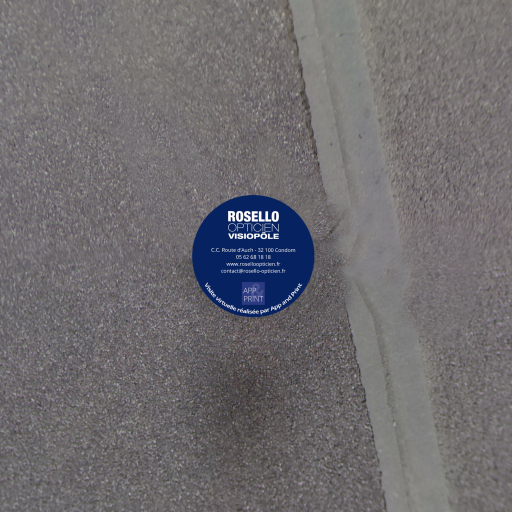 ROSELLO
OPTICIEN
VISIOPÔLE
C.C. Route d'Auch - 32 100 Condom
05 62 68 18 18
www.roselloopticien.fr
contact@rosello-opticien.fr
APP
PRINT
Visite virtuelle réalisée par App and Print